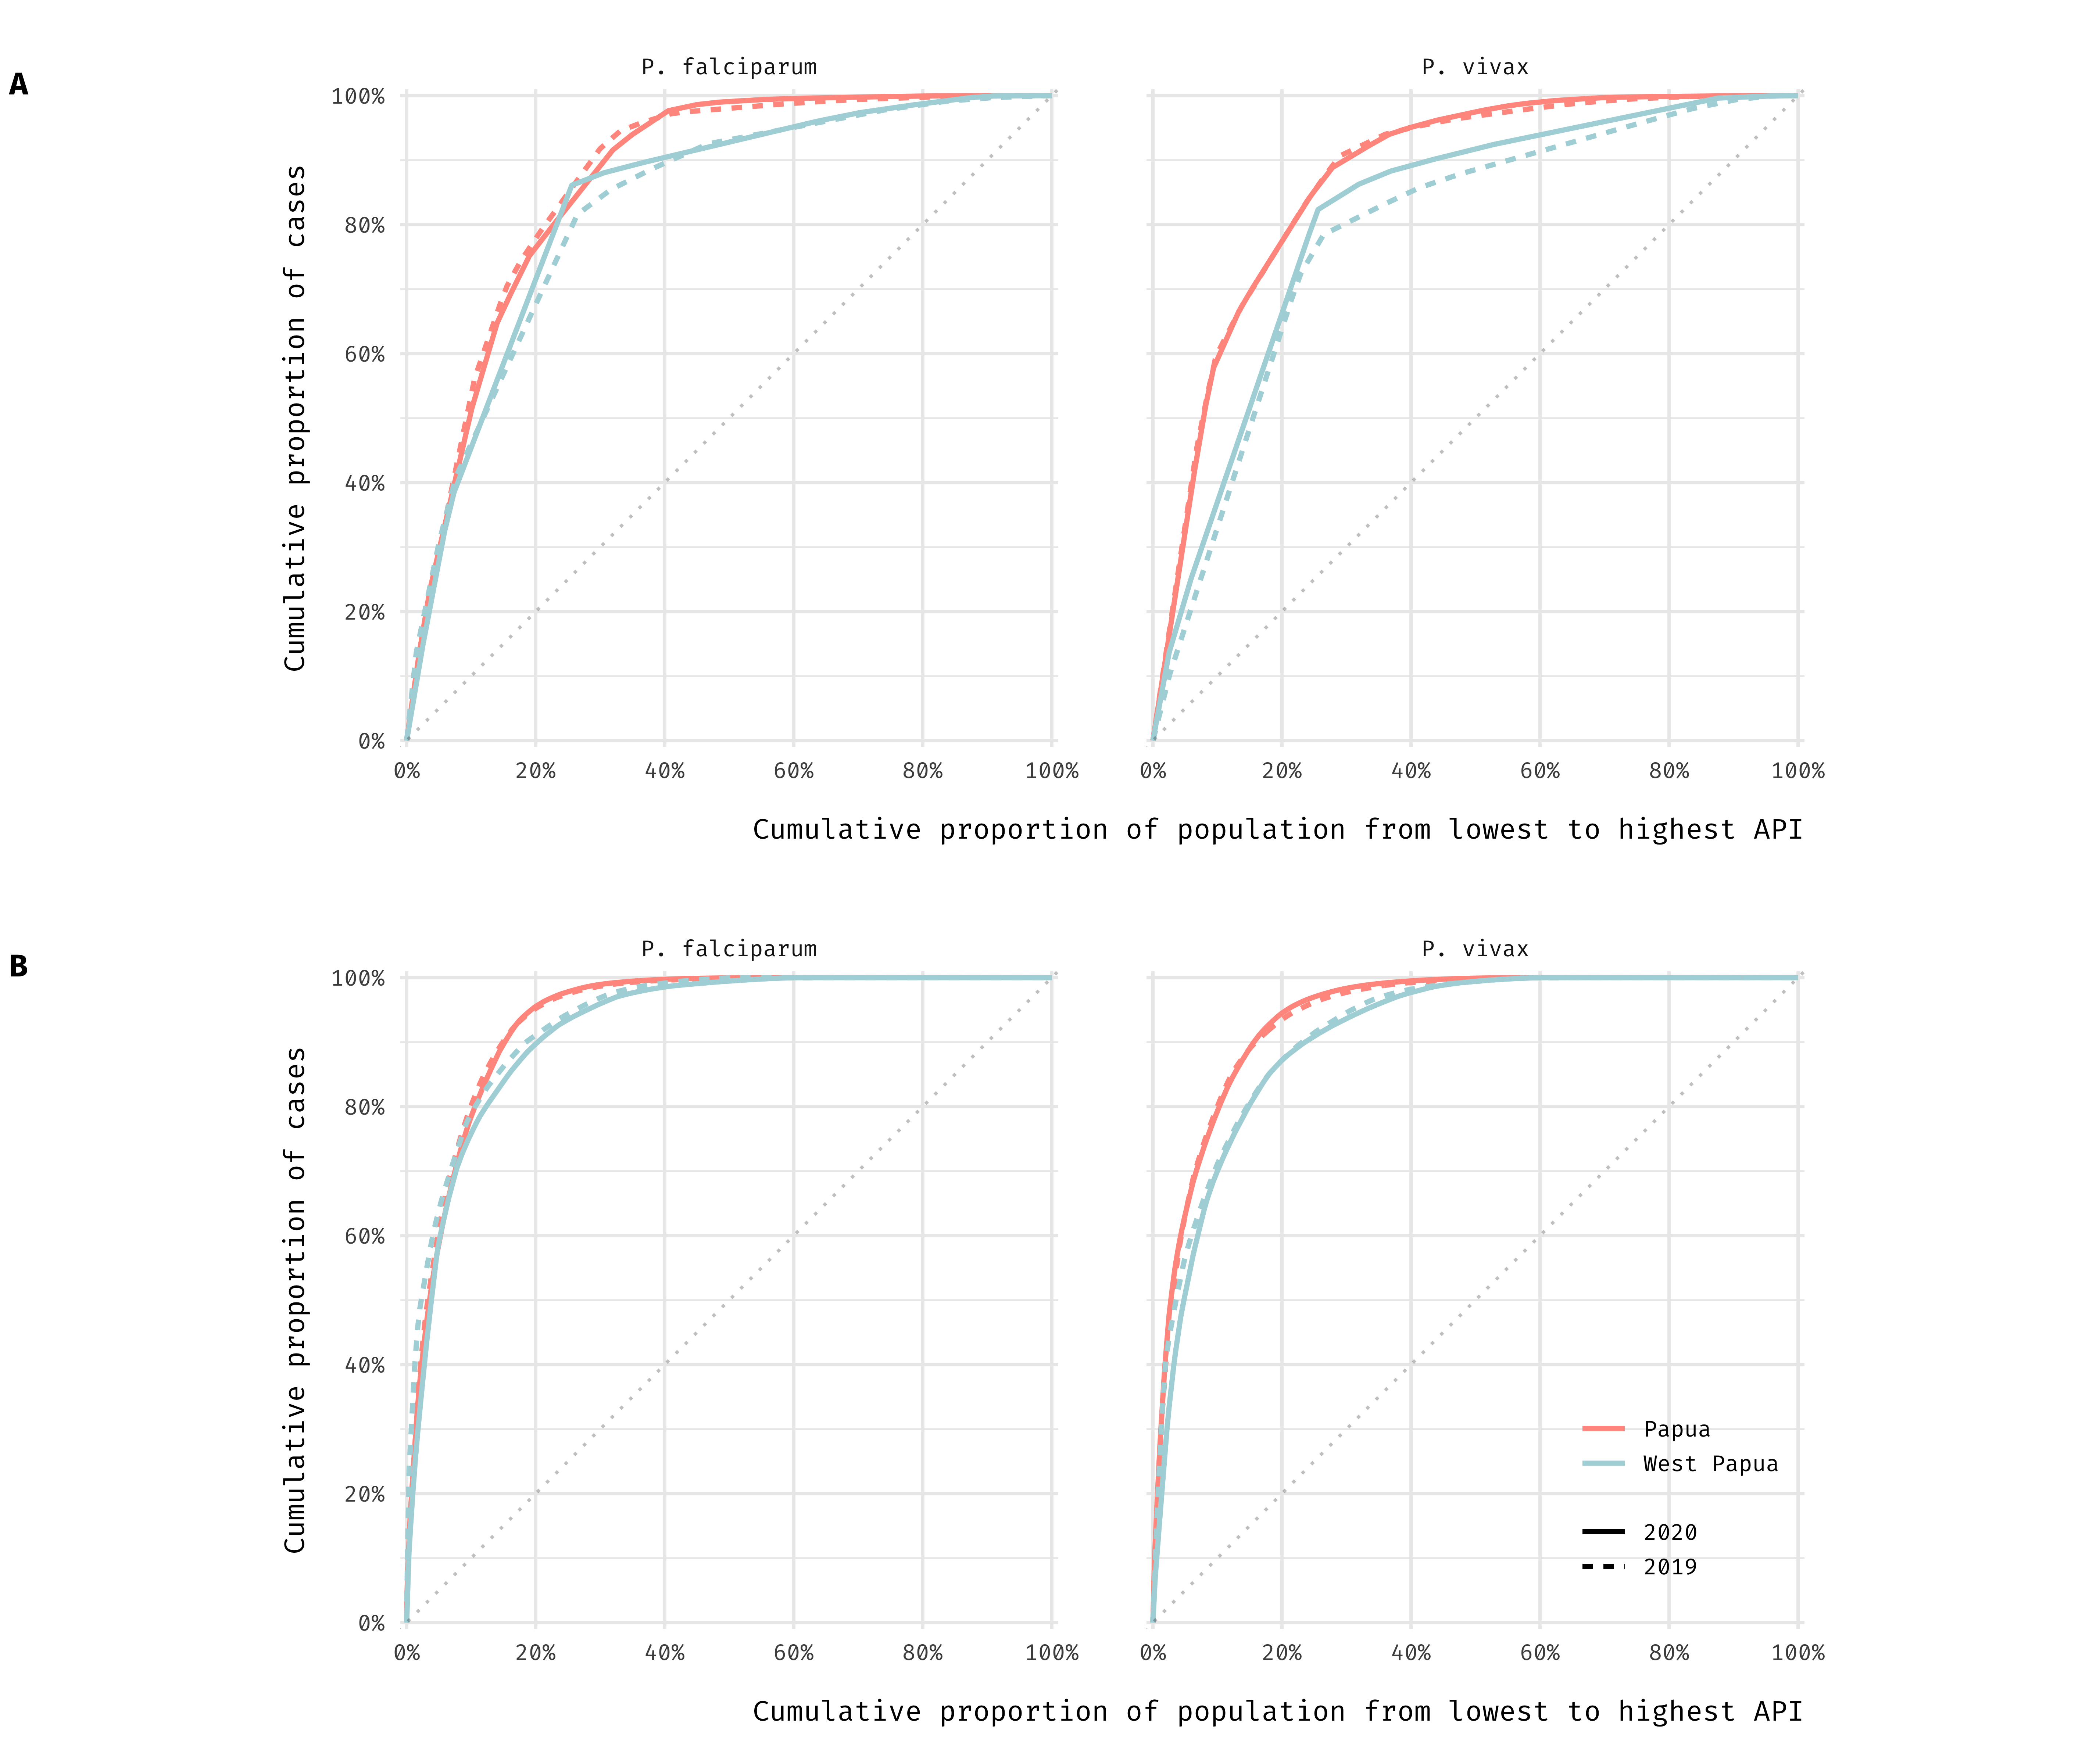 A
P. falciparum
P. vivax
Cumulative proportion of cases
100%
80%
60%
40%
20%
0%
0% 20% 40% 60% 80% 100%
0% 20% 40% 60% 80% 100%
Cumulative proportion of population from lowest to highest API
B
P. falciparum
P. vivax
Cumulative proportion of cases
100%
80%
60%
40%
20%
0%
Papua
West Papua
2020
2019
0% 20% 40% 60% 80% 100%
0% 20% 40% 60% 80% 100%
Cumulative proportion of population from lowest to highest API